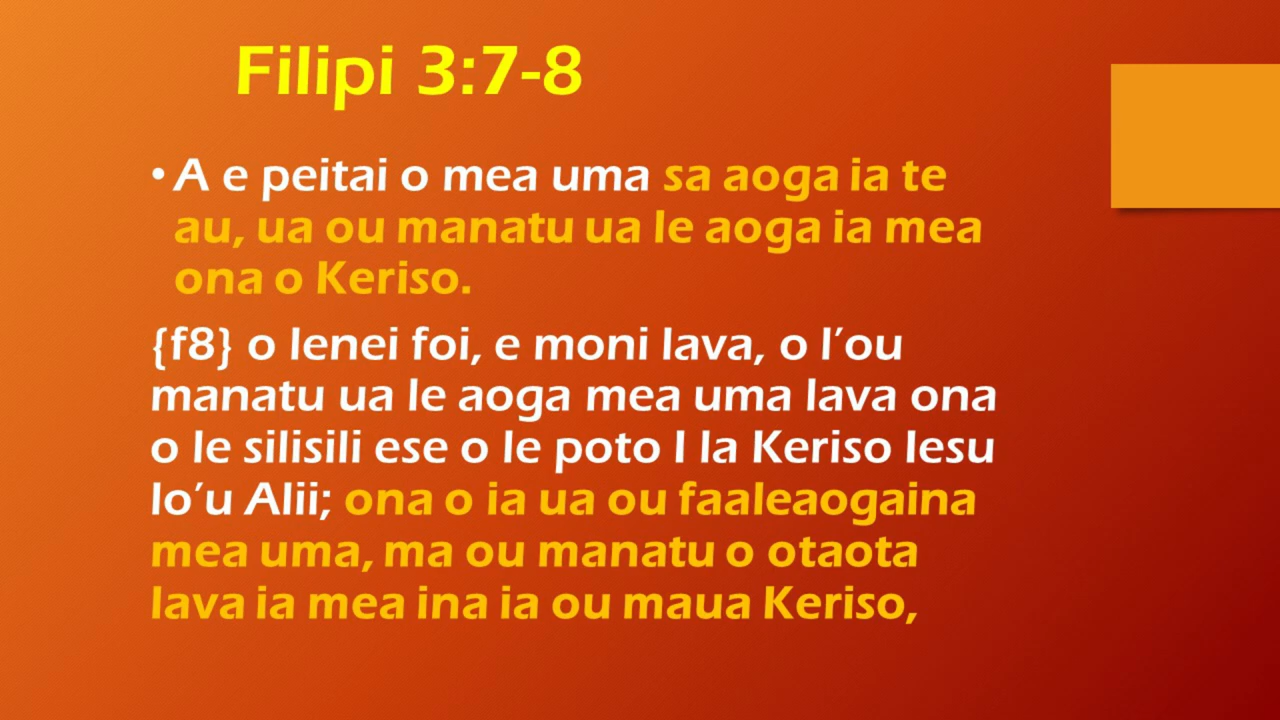 Filipi 3:7-8
• A e peitai o mea uma sa aoga ia te
au, ua ou manatu ua le aoga ia mea
ona o Keriso.
{f8} o lenei foi, e moni lava, o l’ou
manatu ua le aoga mea uma lava ona
o le silisili ese o le poto I la Keriso Iesu
lo’u Alii; ona o ia ua ou faaleaogaina
mea uma, ma ou manatu o otaota
lava ia mea ina ia ou maua Keriso,